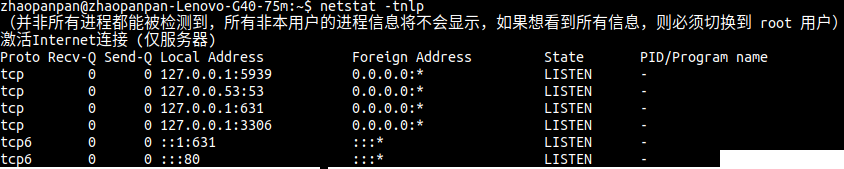 zhaopanpan@zhaopanpan-Lenovo-G40-75m:~$ netstat -tnlp
（并非所有进程都能被检测到，所有非本用户的进程信息将不会显示，如果想看到所有信息，则必须切换到 root 用户）
激活Internet连接 (仅服务器)
Proto Recv-Q Send-Q Local Address           Foreign Address         State       PID/Program name
tcp        0      0 127.0.0.1:5939          0.0.0.0:*               LISTEN      -
tcp        0      0 127.0.0.53:53           0.0.0.0:*               LISTEN      -
tcp        0      0 127.0.0.1:631           0.0.0.0:*               LISTEN      -
tcp        0      0 127.0.0.1:3306          0.0.0.0:*               LISTEN      -
tcp6       0      0 ::1:631                 :::*                    LISTEN      -
tcp6       0      0 :::80                   :::*                    LISTEN      -